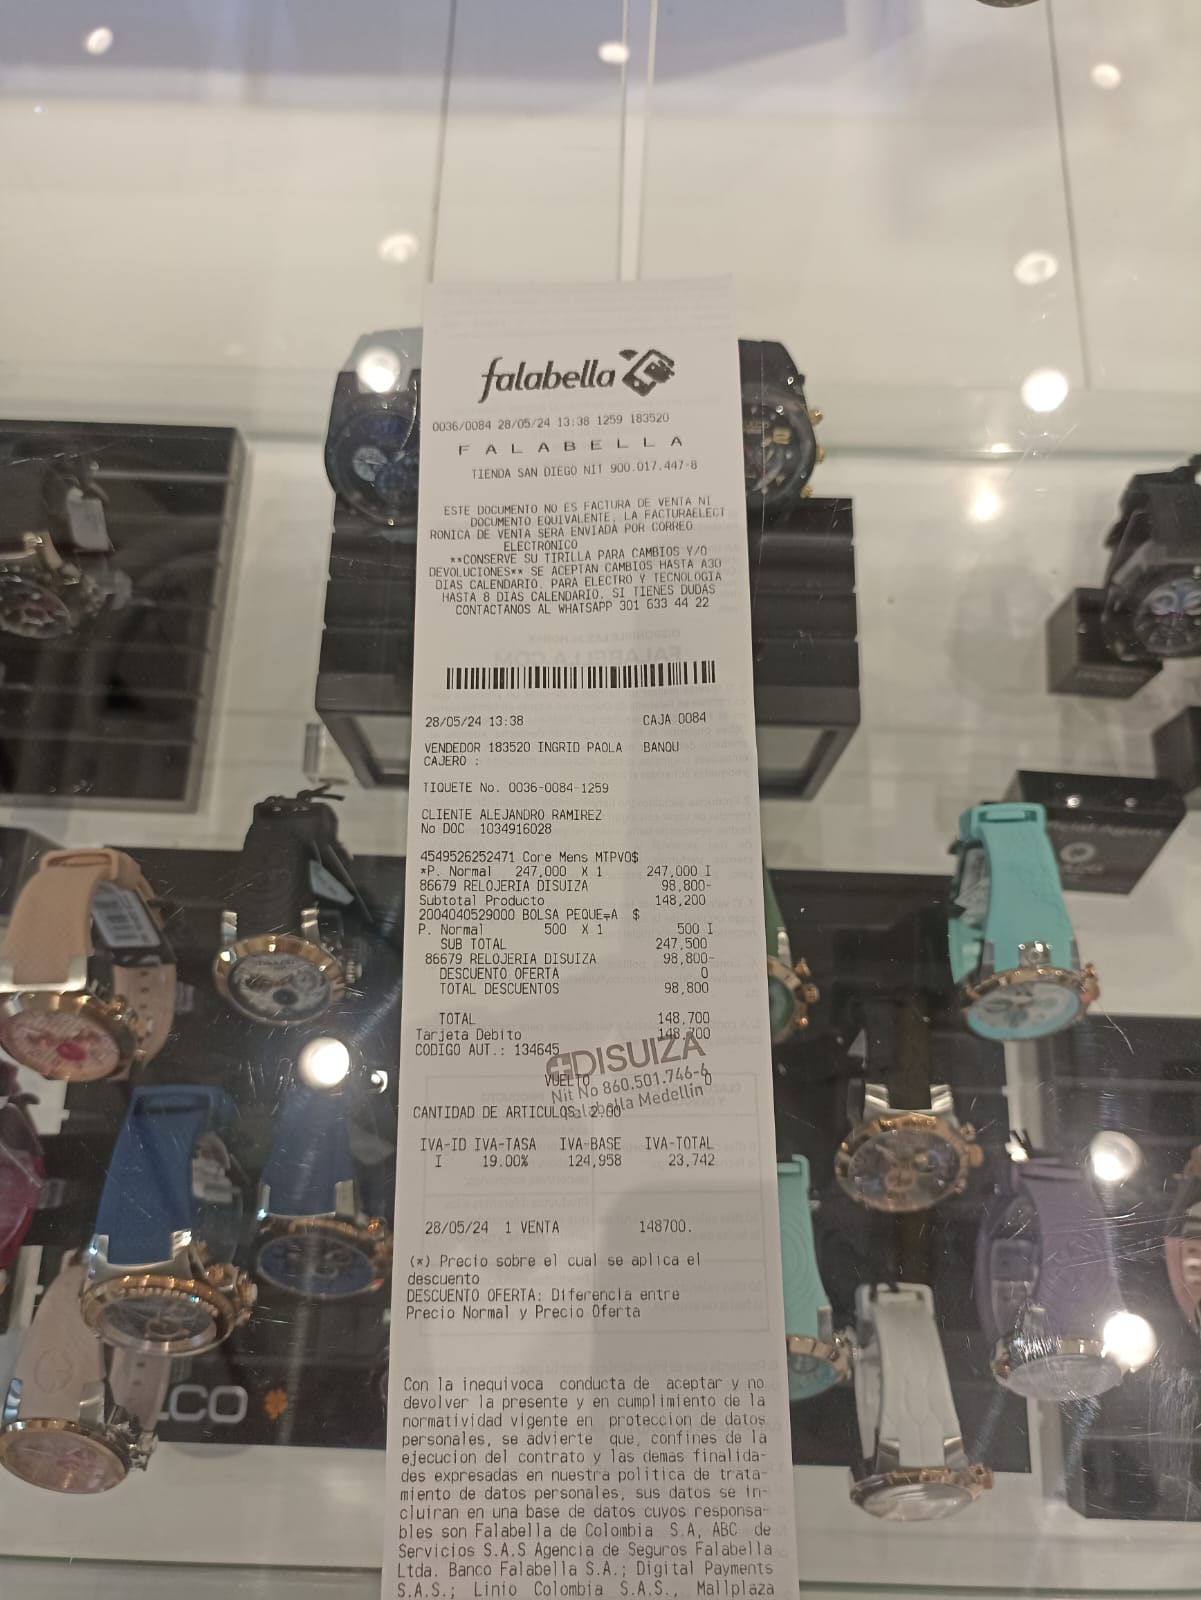 falabella
0036/0084 28/05/24 13:38 1259 183520
F A L A B E L L A
TIENDA SAN DIEGO NIT 900.017.447-8
ESTE DOCUMENTO NO ES FACTURA DE VENTA NI
DOCUMENTO EQUIVALENTE, LA FACTURAELECT
RONICA DE VENTA SERA ENVIADA POR CORREO
ELECTRONICO
**CONSERVE SU TIRILLA PARA CAMBIOS Y/O
DEVOLUCIONES** SE ACEPTAN CAMBIOS HASTA A30
DIAS CALENDARIO. PARA ELECTRO Y TECNOLOGIA
HASTA 8 DIAS CALENDARIO. SI TIENES DUDAS
CONTACTANOS AL WHATSAPP 301 633 44 22
28/05/24 13:38 CAJA 0084
VENDEDOR 183520 INGRID PAOLA BANQU
CAJERO :
TIQUETE No. 0036-0084-1259
CLIENTE ALEJANDRO RAMIREZ
No DOC 1034916028
4549526252471 Core Mens MTPVO$
*P. Normal 247,000 X 1 247,000 I
86679 RELOJERIA DISUIZA 98,800-
Subtotal Producto 148,200
2004040529000 BOLSA PEQUE¬A $
P. Normal 500 X 1 500 I
SUB TOTAL 247,500
86679 RELOJERIA DISUIZA 98,800-
DESCUENTO OFERTA 0
TOTAL DESCUENTOS 98,800
TOTAL 148,700
Tarjeta Debito 148,700
CODIGO AUT.: 134645
DISUIZA
VUELTO 0
Nit No 860.501.746-6
Falabella Medellin
CANTIDAD DE ARTICULOS: 2.00
IVA-ID IVA-TASA IVA-BASE IVA-TOTAL
I 19.00% 124,958 23,742
28/05/24 1 VENTA 148700.
(*) Precio sobre el cual se aplica el
descuento
DESCUENTO OFERTA: Diferencia entre
Precio Normal y Precio Oferta
Con la inequivoca conducta de aceptar y no
devolver la presente y en cumplimiento de la
normatividad vigente en proteccion de datos
personales, se advierte que, confines de la
ejecucion del contrato y las demas finalida-
des expresadas en nuestra politica de trata-
miento de datos personales, sus datos se in-
cluiran en una base de datos cuyos responsa-
bles son Falabella de Colombia S.A, ABC de
Servicios S.A.S Agencia de Seguros Falabella
Ltda. Banco Falabella S.A.; Digital Payments
S.A.S.; Linio Colombia S.A.S., Mallplaza